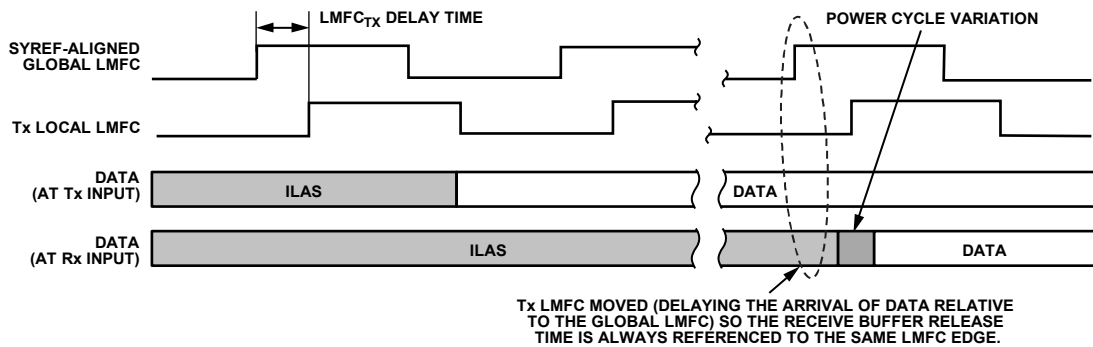 LMFCTX DELAY TIME
POWER CYCLE VARIATION
SYREF-ALIGNED
GLOBAL LMFC
Tx LOCAL LMFC
DATA
(AT Tx INPUT)
ILAS
DATA
DATA
(AT Rx INPUT)
ILAS
DATA
Tx LMFC MOVED (DELAYING THE ARRIVAL OF DATA RELATIVE
TO THE GLOBAL LMFC) SO THE RECEIVE BUFFER RELEASE
TIME IS ALWAYS REFERENCED TO THE SAME LMFC EDGE.